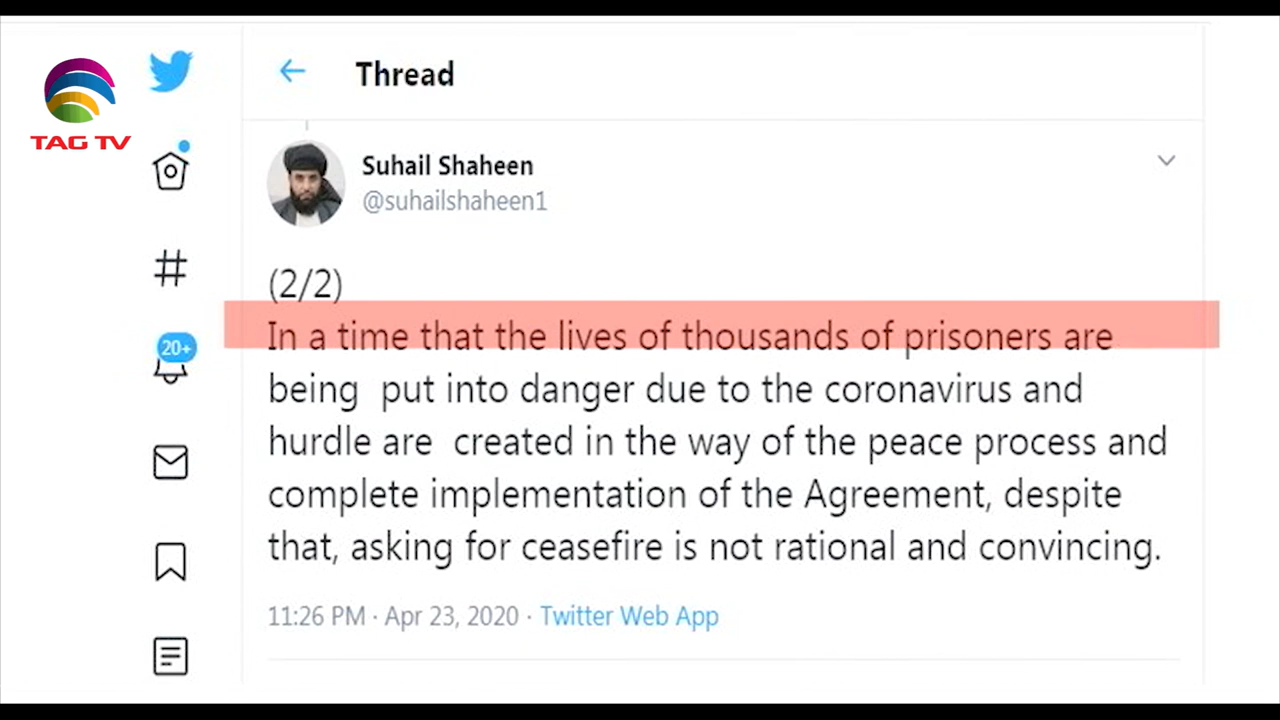 TAG TV
Thread
Suhail Shaheen
@suhailshaheen1
(2/2)
In a time that the lives of thousands of prisoners are
being put into danger due to the coronavirus and
20+
hurdle are created in the way of the peace process and
complete implementation of the Agreement, despite
that, asking for ceasefire is not rational and convincing.
11:26 PM · Apr 23, 2020 · Twitter Web App